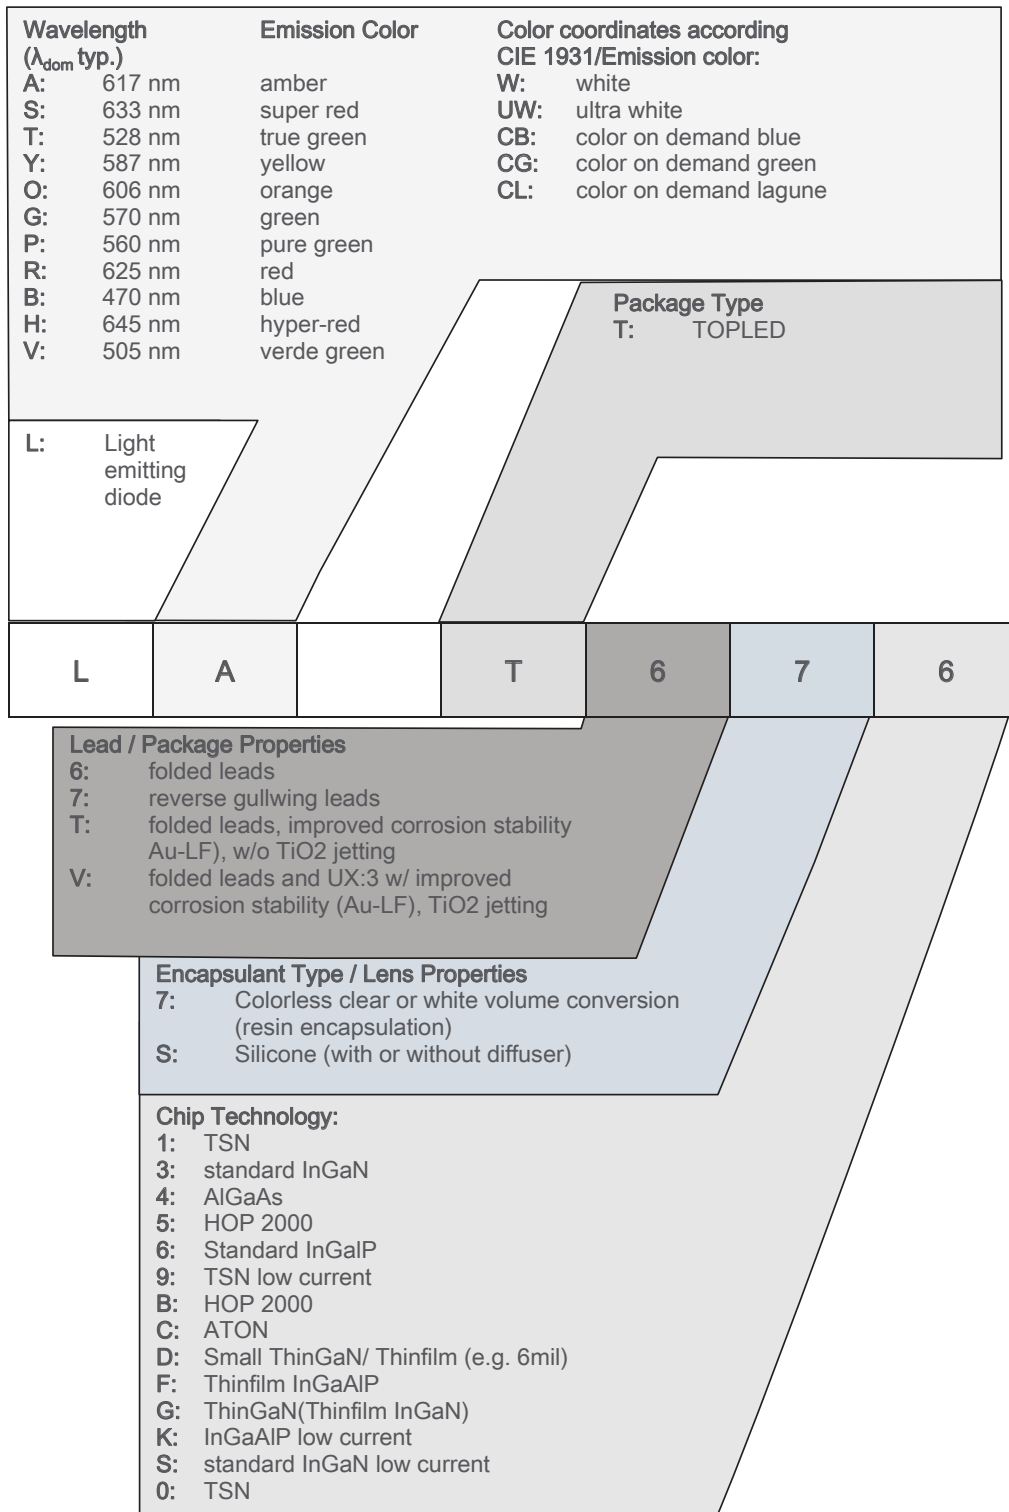 Wavelength Emission Color Color coordinates according
(λdom typ.) CIE 1931/Emission color:
A: 617 nm amber W: white
S: 633 nm super red UW: ultra white
T: 528 nm true green CB: color on demand blue
Y: 587 nm yellow CG: color on demand green
O: 606 nm orange CL: color on demand lagune
G: 570 nm green
P: 560 nm pure green
R: 625 nm red
B: 470 nm blue
H: 645 nm hyper-red
V: 505 nm verde green
Package Type
T: TOPLED
L: Light
emitting
diode
L A T 6 7 6
Lead / Package Properties
6: folded leads
7: reverse gullwing leads
T: folded leads, improved corrosion stability
Au-LF), w/o TiO2 jetting
V: folded leads and UX:3 w/ improved
corrosion stability (Au-LF), TiO2 jetting
Encapsulant Type / Lens Properties
7: Colorless clear or white volume conversion
(resin encapsulation)
S: Silicone (with or without diffuser)
Chip Technology:
1: TSN
3: standard InGaN
4: AlGaAs
5: HOP 2000
6: Standard InGalP
9: TSN low current
B: HOP 2000
C: ATON
D: Small ThinGaN/ Thinfilm (e.g. 6mil)
F: Thinfilm InGaAlP
G: ThinGaN(Thinfilm InGaN)
K: InGaAlP low current
S: standard InGaN low current
0: TSN